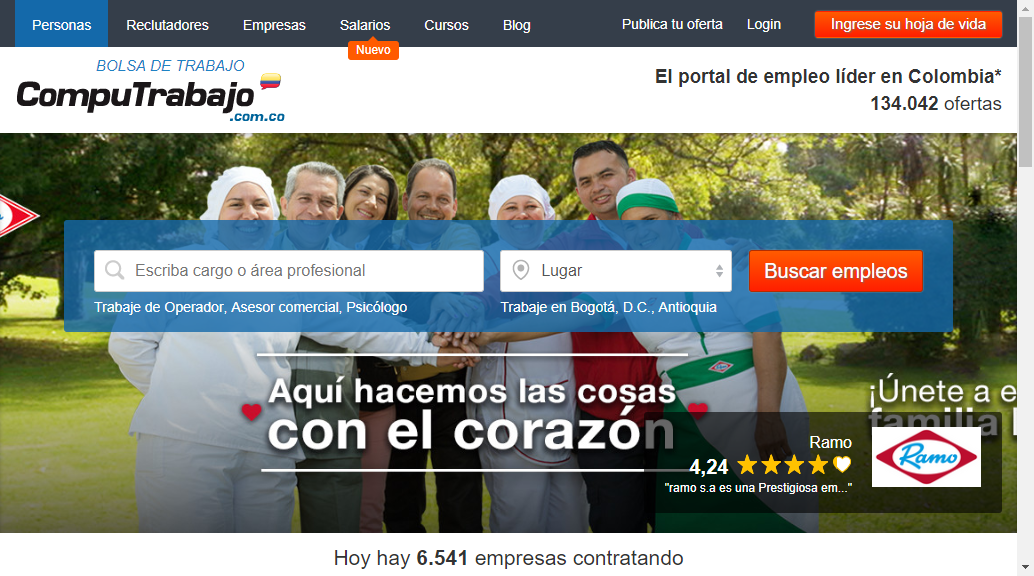 Personas Reclutadores Empresas Salarios Cursos Blog Publica tu oferta Login Ingrese su hoja de vida
Nuevo
BOLSA DE TRABAJO
CompuTrabajo
.com.co
El portal de empleo líder en Colombia*
134.042 ofertas
Escriba cargo o área profesional Lugar Buscar empleos
Trabaje de Operador, Asesor comercial, Psicólogo Trabaje en Bogotá, D.C., Antioquia
Aquí hacemos las cosas
con el corazón
¡Únete a e
familia
Ramo
4,24
"ramo s.a es una Prestigiosa em..."
Ramo
Hoy hay 6.541 empresas contratando